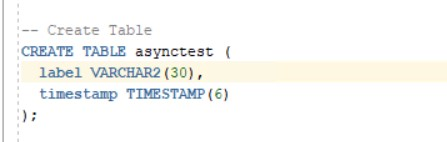 -- Create Table
CREATE TABLE asynctest (
label VARCHAR2(30),
timestamp TIMESTAMP(6)
);